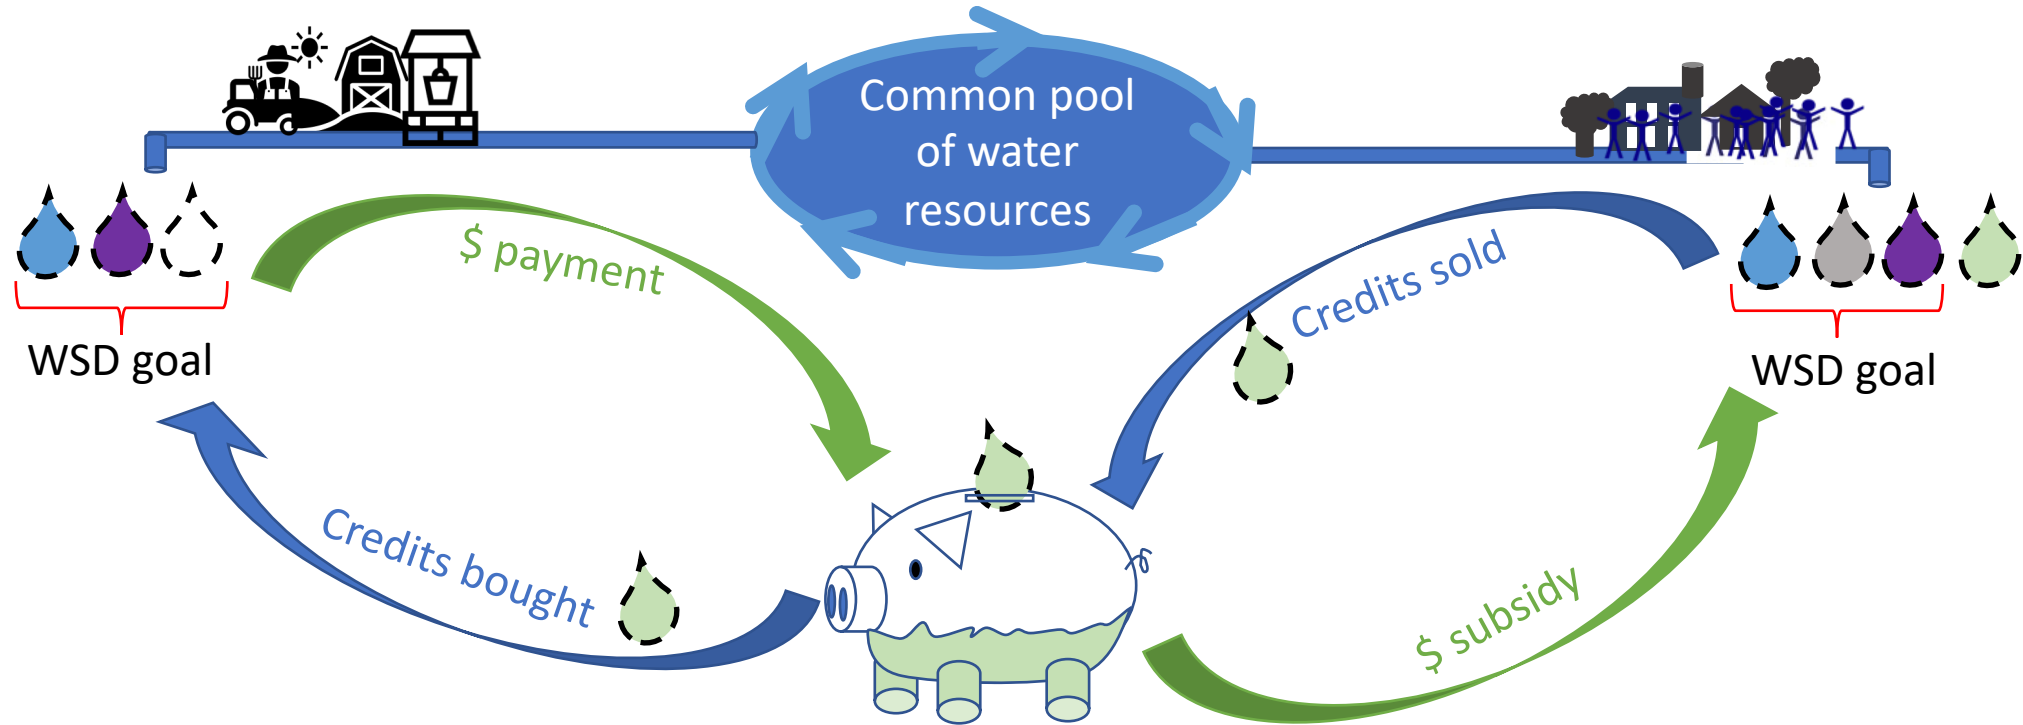 Common pool
of water
resources
$ payment
Credits sold
WSD goal
WSD goal
Credits bought
$ subsidy